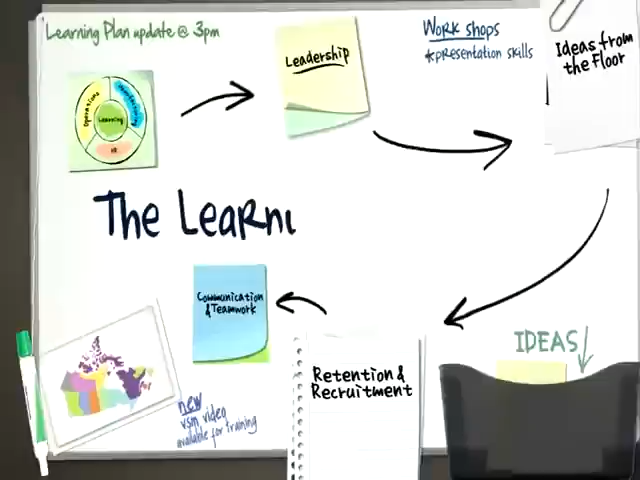 Learning Plan update @ 3pm
Work shops
*presentation skills
Ideas from
the Floor
Leadership
Operations
Manufacturing
Learning
HR
The Learni
Communication
& Teamwork
IDEAS
Retention &
Recruitment
new
vsm video
available for training